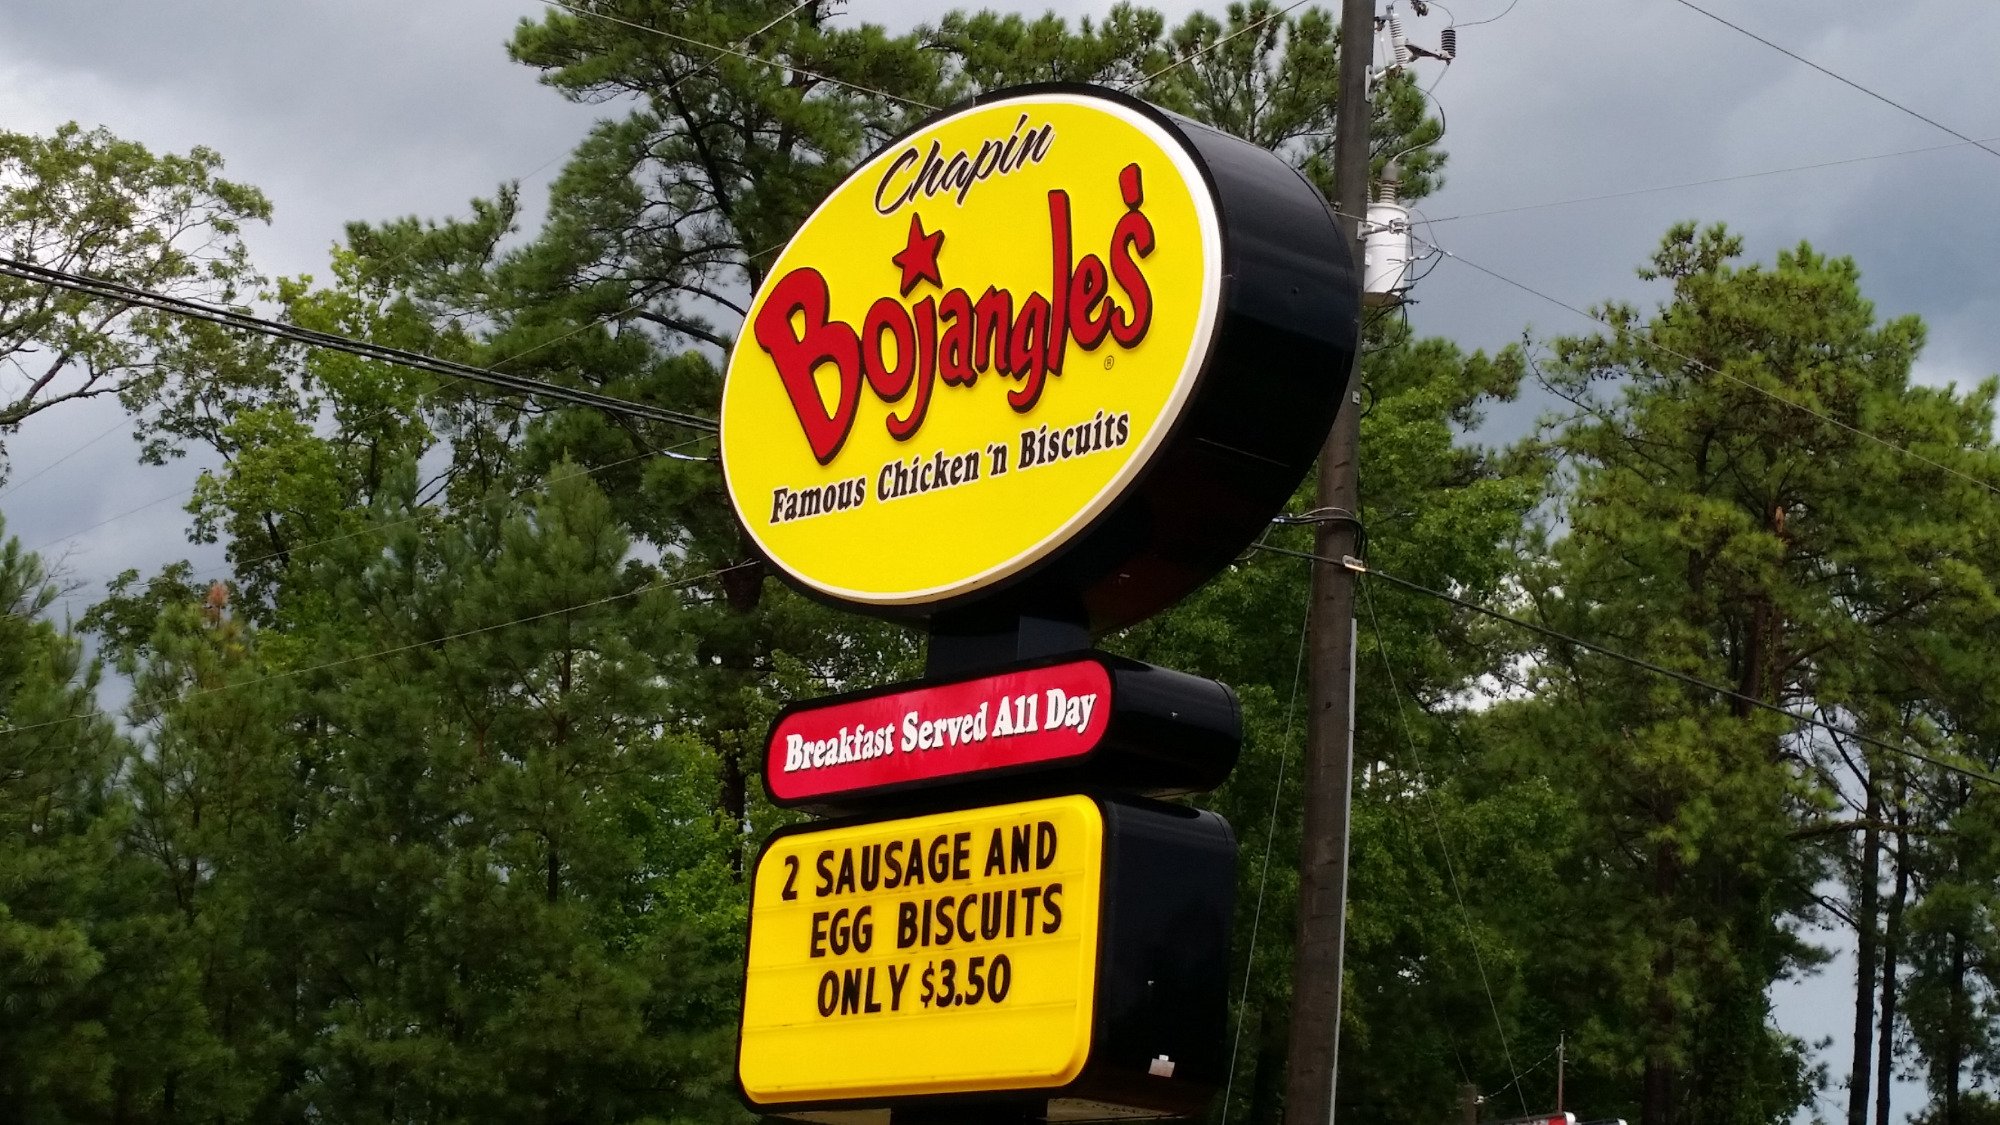 Chapin
Bojangles'
®
Famous Chicken 'n Biscuits
Breakfast Served All Day
2 SAUSAGE AND
EGG BISCUITS
ONLY $3.50